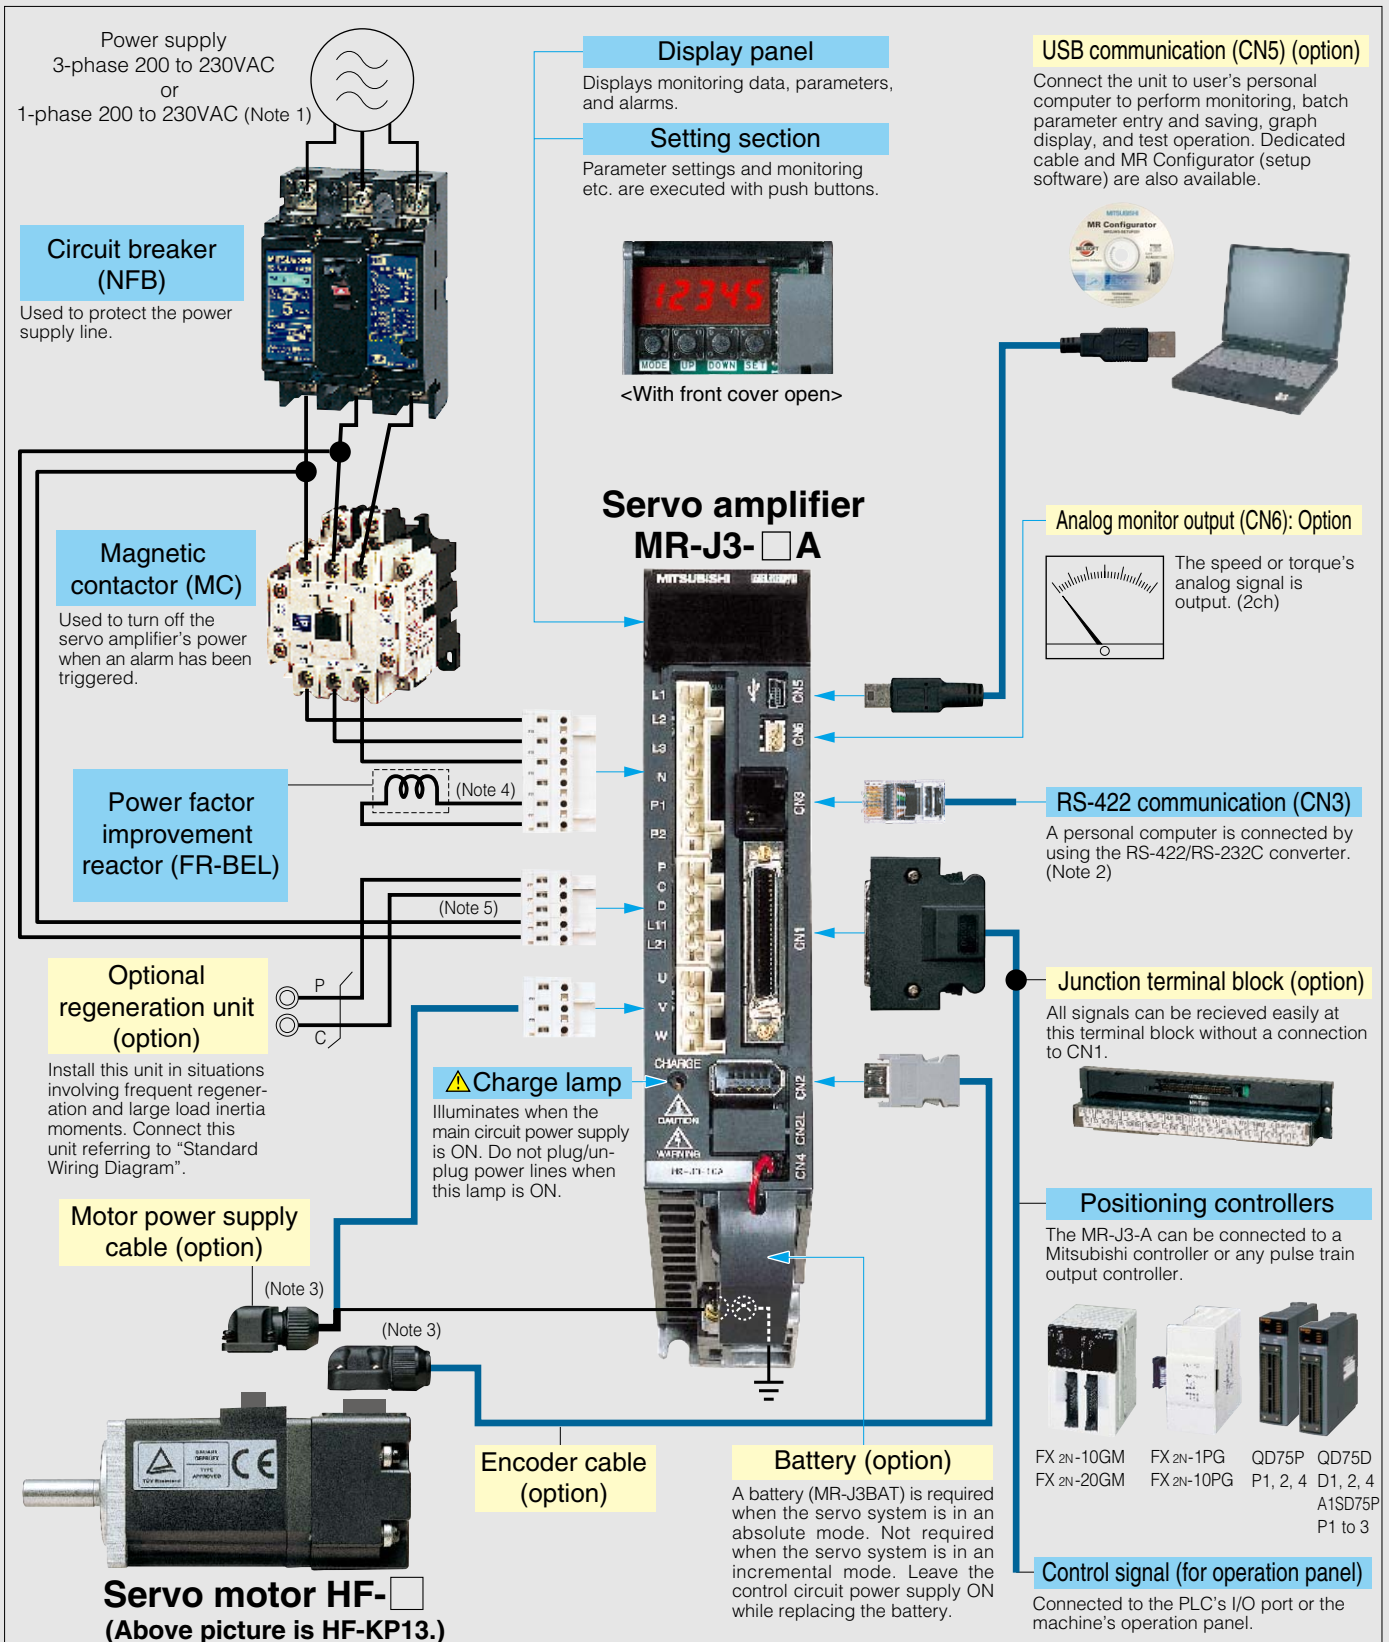 Power supply
3-phase 200 to 230VAC
or
1-phase 200 to 230VAC (Note 1)
Circuit breaker
(NFB)
Used to protect the power
supply line.
Magnetic
contactor (MC)
Used to turn off the
servo amplifier's power
when an alarm has been
triggered.
Power factor
improvement
reactor (FR-BEL)
(Note 4)
(Note 5)
Optional
regeneration unit
(option)
P
C
Install this unit in situations
involving frequent regener-
ation and large load inertia
moments. Connect this
unit referring to “Standard
Wiring Diagram”.
Motor power supply
cable (option)
(Note 3)
(Note 3)
Servo motor HF-□
(Above picture is HF-KP13.)
Display panel
Displays monitoring data, parameters,
and alarms.
Setting section
Parameter settings and monitoring
etc. are executed with push buttons.
12345
MODE UP DOWN SET
<With front cover open>
Servo amplifier
MR-J3-□A
MITSUBISHI
L1
L2
L3
N
P1
P2
P
C
D
L11
L21
U
V
W
CHARGE
CAUTION
WARNING
MR-J3-10A
CN5
CN6
CN3
CN1
CN2
CN2L
CN4
Charge lamp
Illuminates when the
main circuit power supply
is ON. Do not plug/un-
plug power lines when
this lamp is ON.
Encoder cable
(option)
Battery (option)
A battery (MR-J3BAT) is required
when the servo system is in an
absolute mode. Not required
when the servo system is in an
incremental mode. Leave the
control circuit power supply ON
while replacing the battery.
USB communication (CN5) (option)
Connect the unit to user's personal
computer to perform monitoring, batch
parameter entry and saving, graph
display, and test operation. Dedicated
cable and MR Configurator (setup
software) are also available.
MITSUBISHI
MR Configurator
MELSOFT
Analog monitor output (CN6): Option
The speed or torque's
analog signal is
output. (2ch)
RS-422 communication (CN3)
A personal computer is connected by
using the RS-422/RS-232C converter.
(Note 2)
Junction terminal block (option)
All signals can be recieved easily at
this terminal block without a connection
to CN1.
Positioning controllers
The MR-J3-A can be connected to a
Mitsubishi controller or any pulse train
output controller.
FX 2N-10GM
FX 2N-20GM
FX 2N-1PG
FX 2N-10PG
QD75P
P1, 2, 4
QD75D
D1, 2, 4
A1SD75P
P1 to 3
Control signal (for operation panel)
Connected to the PLC's I/O port or the
machine's operation panel.